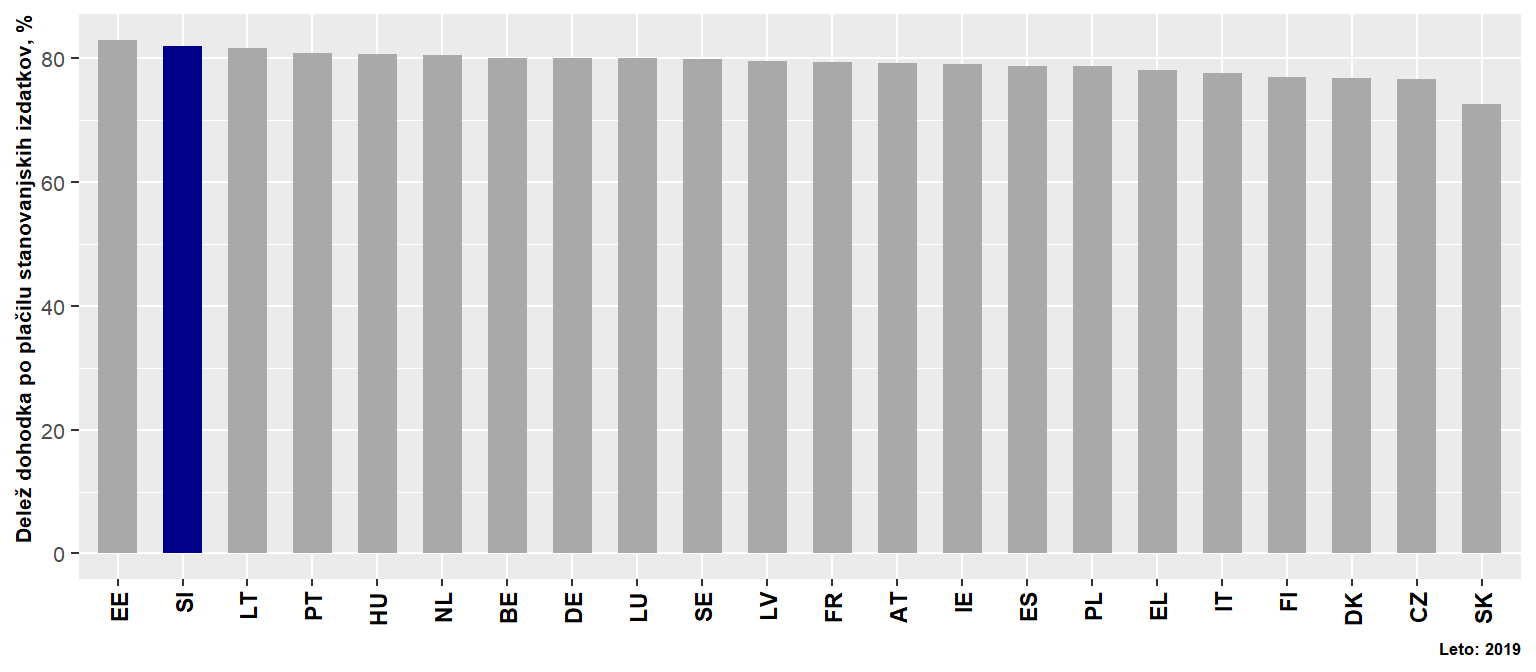 Delež dohodka po plačilu stanovanjskih izdatkov, %
80
60
40
20
0
EE SI LT PT HU NL BE DE LU SE LV FR AT IE ES PL EL IT FI DK CZ SK
Leto: 2019